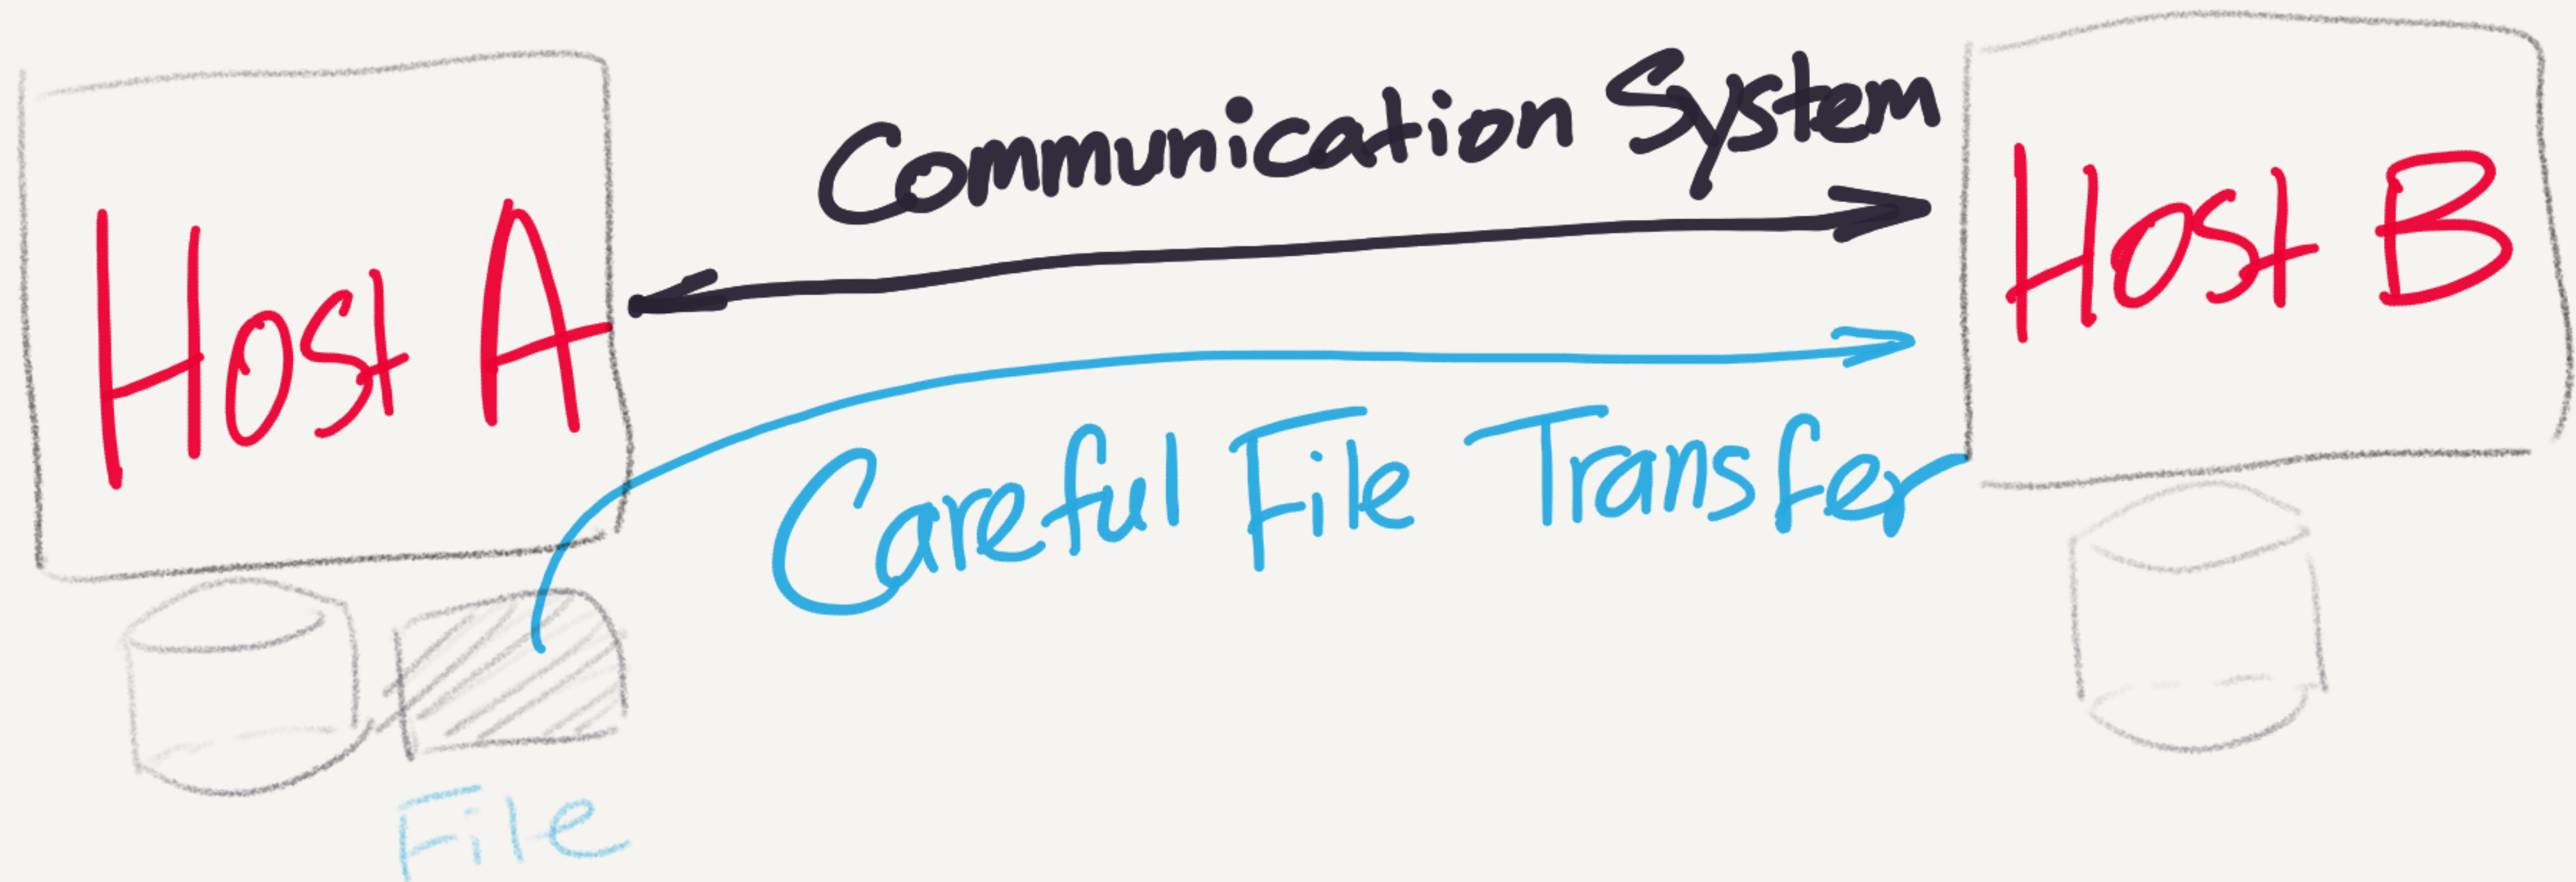 Communication System
Host A
Host B
Careful File Transfer
File